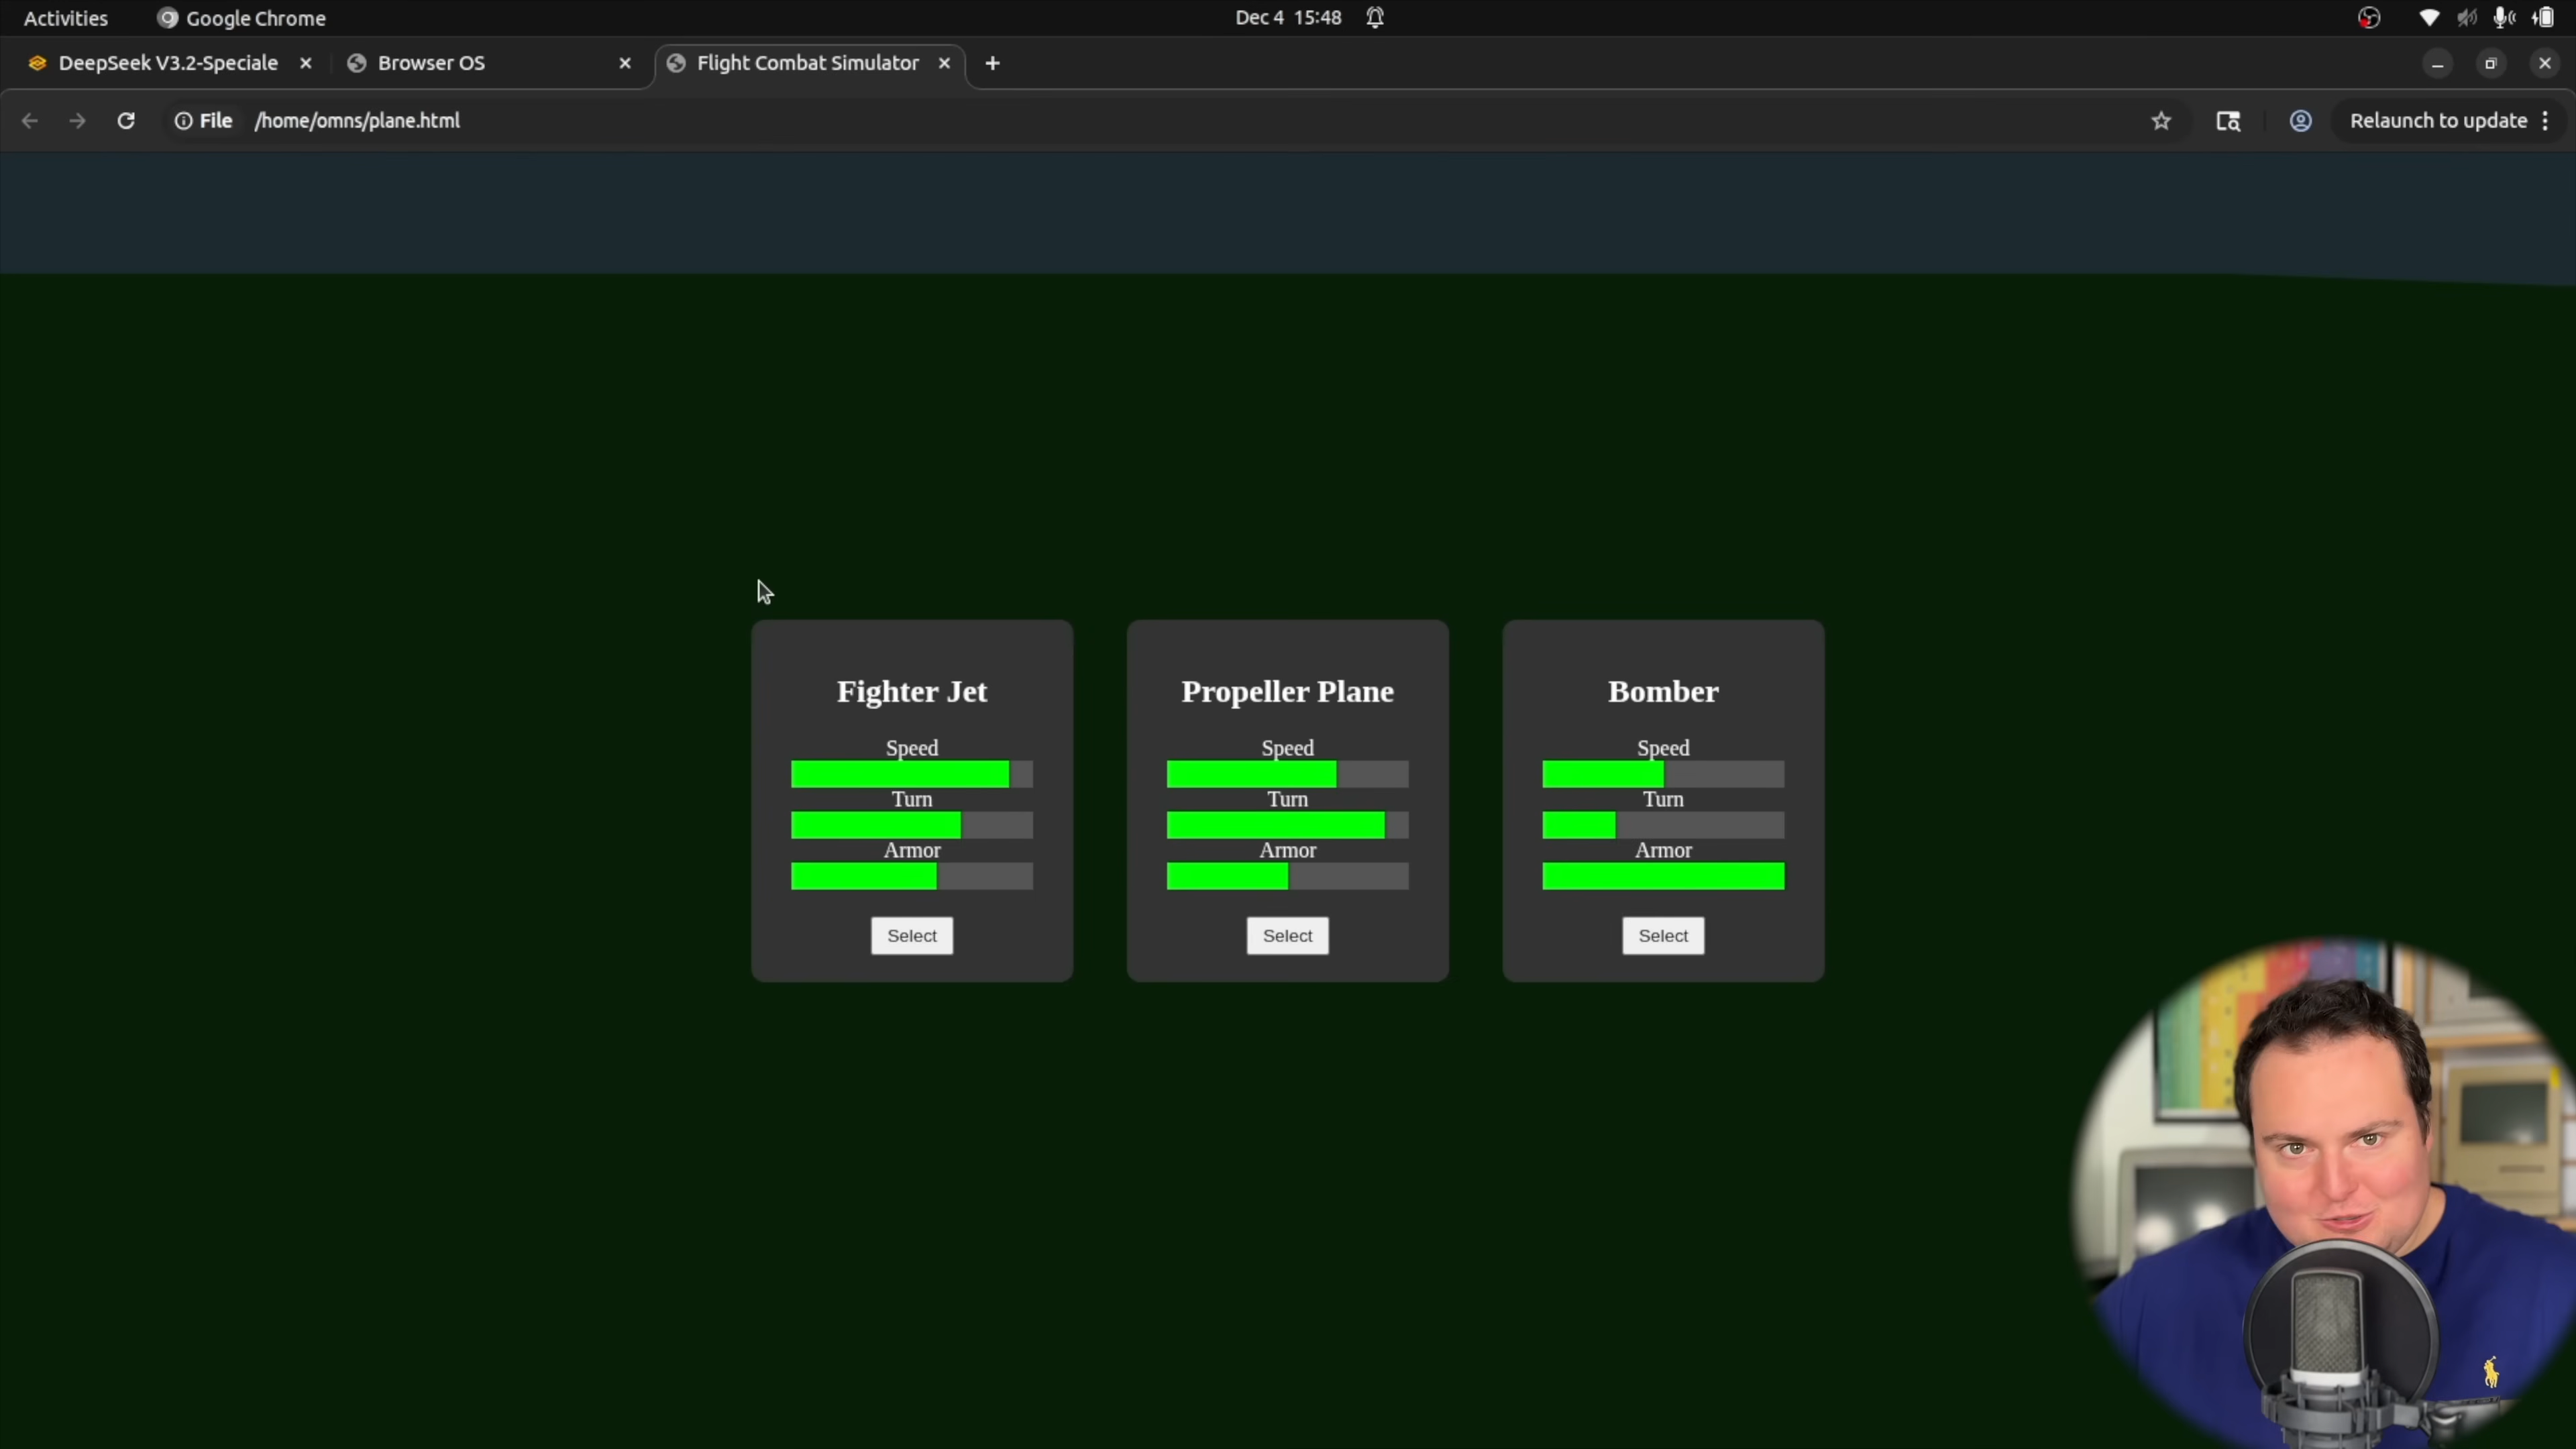 Activities Google Chrome Dec 4 15:48
DeepSeek V3.2-Speciale Browser OS Flight Combat Simulator
File /home/omns/plane.html Relaunch to update
Fighter Jet
Speed
Turn
Armor
Select
Propeller Plane
Speed
Turn
Armor
Select
Bomber
Speed
Turn
Armor
Select